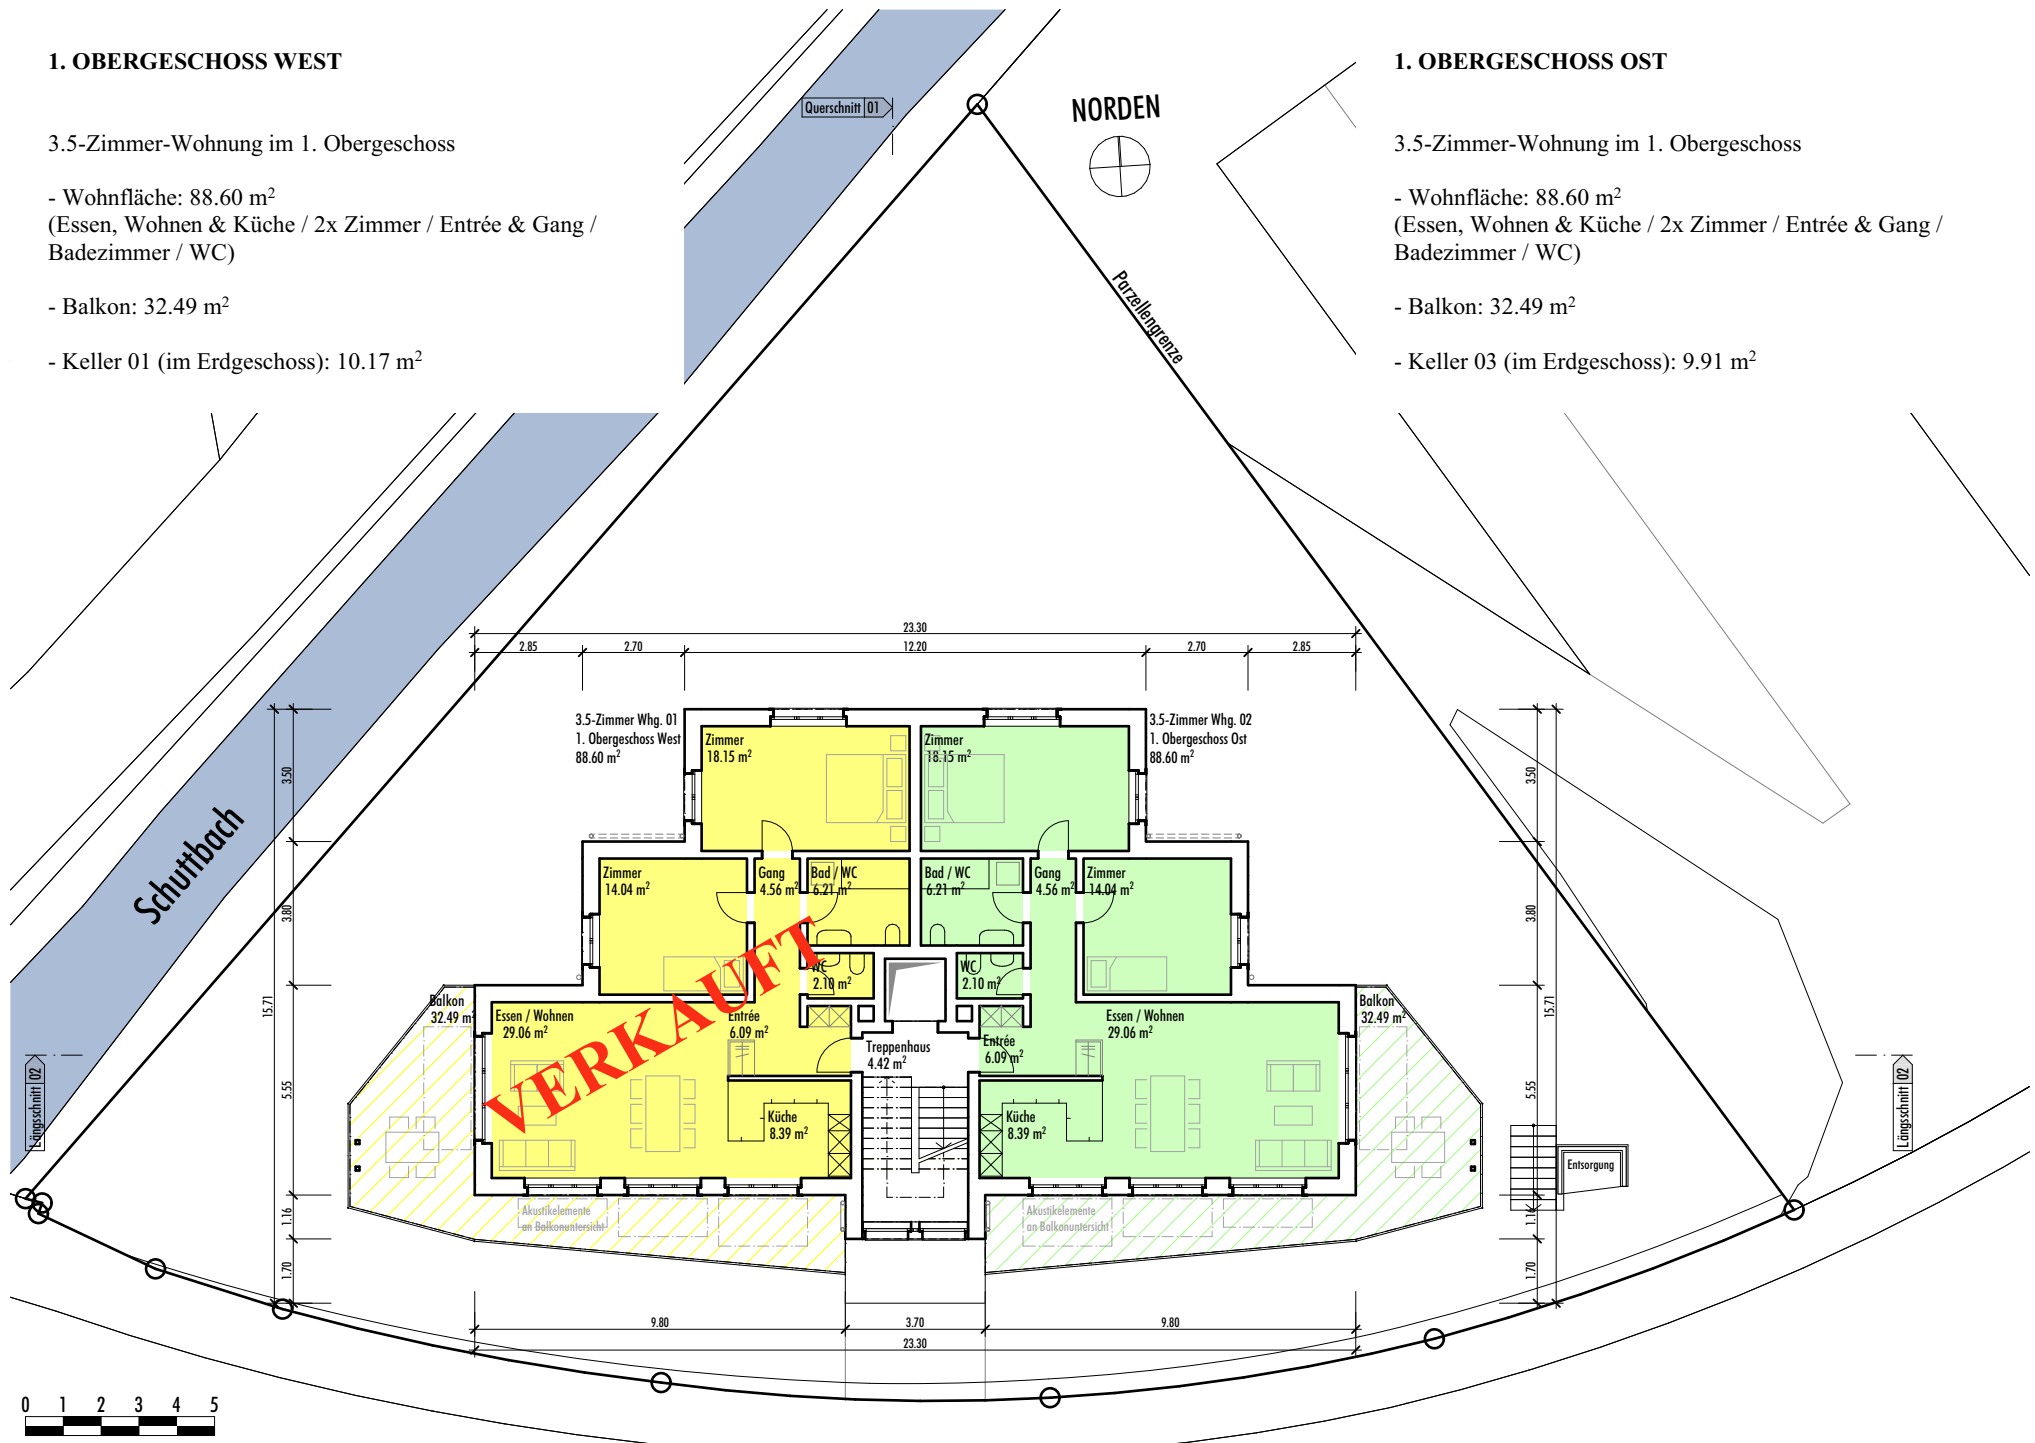 1. OBERGESCHOSS WEST
3.5-Zimmer-Wohnung im 1. Obergeschoss
- Wohnfläche: 88.60 m²
(Essen, Wohnen & Küche / 2x Zimmer / Entrée & Gang /
Badezimmer / WC)
- Balkon: 32.49 m²
- Keller 01 (im Erdgeschoss): 10.17 m²
Querschnitt 01
NORDEN
1. OBERGESCHOSS OST
3.5-Zimmer-Wohnung im 1. Obergeschoss
- Wohnfläche: 88.60 m²
(Essen, Wohnen & Küche / 2x Zimmer / Entrée & Gang /
Badezimmer / WC)
- Balkon: 32.49 m²
- Keller 03 (im Erdgeschoss): 9.91 m²
Parzellengrenze
Schuttbach
23.30
2.85
2.70
12.20
2.70
2.85
3.5-Zimmer Whg. 01
1. Obergeschoss West
88.60 m²
Zimmer
18.15 m²
Zimmer
18.15 m²
3.5-Zimmer Whg. 02
1. Obergeschoss Ost
88.60 m²
15.71
3.50
3.80
5.55
1.16
1.70
3.50
3.80
5.55
1.16
1.70
15.71
Zimmer
14.04 m²
Gang
4.56 m²
Bad / WC
6.21 m²
Bad / WC
6.21 m²
Gang
4.56 m²
Zimmer
14.04 m²
WC
2.10 m²
WC
2.10 m²
Balkon
32.49 m²
Essen / Wohnen
29.06 m²
Entrée
6.09 m²
Treppenhaus
4.42 m²
Entrée
6.09 m²
Essen / Wohnen
29.06 m²
Balkon
32.49 m²
VERKAUFT
Küche
8.39 m²
Küche
8.39 m²
Längsschnitt 02
Längsschnitt 02
Entsorgung
Akustikelemente
an Balkonuntersicht
Akustikelemente
an Balkonuntersicht
9.80
3.70
9.80
23.30
0 1 2 3 4 5